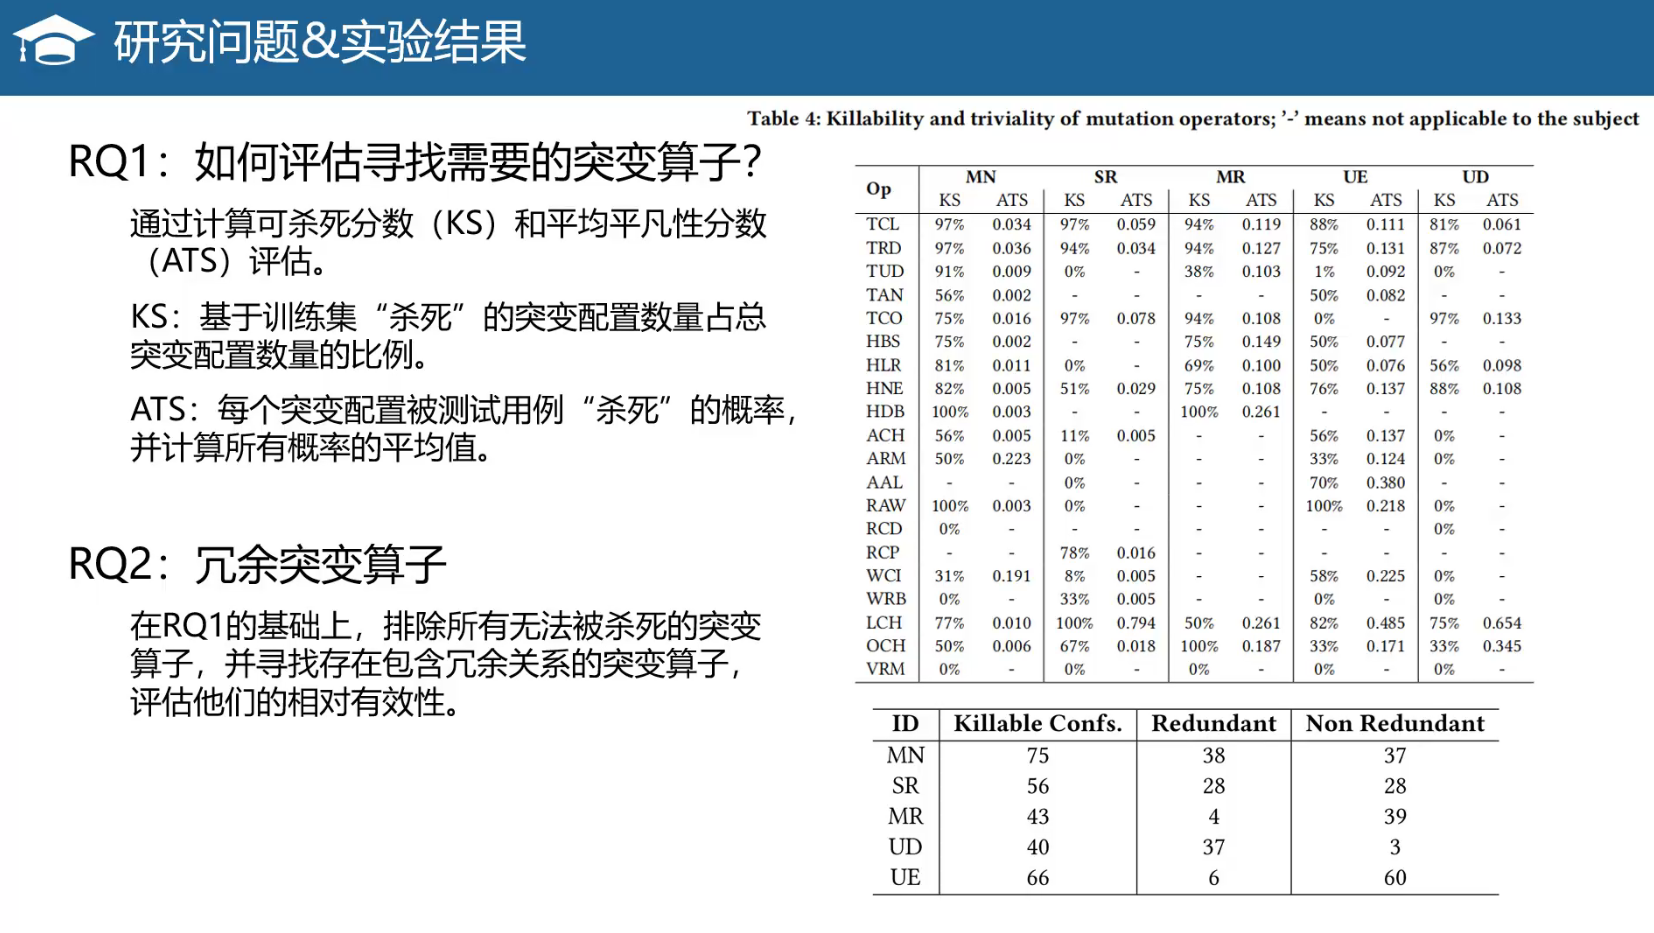 研究问题&实验结果
RQ1：如何评估寻找需要的突变算子？
通过计算可杀死分数（KS）和平均平凡性分数
（ATS）评估。
KS：基于训练集“杀死”的突变配置数量占总
突变配置数量的比例。
ATS：每个突变配置被测试用例“杀死”的概率，
并计算所有概率的平均值。
RQ2：冗余突变算子
在RQ1的基础上，排除所有无法被杀死的突变
算子，并寻找存在包含冗余关系的突变算子，
评估他们的相对有效性。
Table 4: Killability and triviality of mutation operators; ’-’ means not applicable to the subject
Op MN SR MR UE UD
KS ATS KS ATS KS ATS KS ATS KS ATS
TCL 97% 0.034 97% 0.059 94% 0.119 88% 0.111 81% 0.061
TRD 97% 0.036 94% 0.034 94% 0.127 75% 0.131 87% 0.072
TUD 91% 0.009 0% - 38% 0.103 1% 0.092 0% -
TAN 56% 0.002 - - - - 50% 0.082 - -
TCO 75% 0.016 97% 0.078 94% 0.108 0% - 97% 0.133
HBS 75% 0.002 - - 75% 0.149 50% 0.077 - -
HLR 81% 0.011 0% - 69% 0.100 50% 0.076 56% 0.098
HNE 82% 0.005 51% 0.029 75% 0.108 76% 0.137 88% 0.108
HDB 100% 0.003 - - 100% 0.261 - - - -
ACH 56% 0.005 11% 0.005 - - 56% 0.137 0% -
ARM 50% 0.223 0% - - - 33% 0.124 0% -
AAL - - 0% - - - 70% 0.380 - -
RAW 100% 0.003 0% - - - 100% 0.218 0% -
RCD 0% - - - - - - - 0% -
RCP - - 78% 0.016 - - - - - -
WCI 31% 0.191 8% 0.005 - - 58% 0.225 0% -
WRB 0% - 33% 0.005 - - 0% - 0% -
LCH 77% 0.010 100% 0.794 50% 0.261 82% 0.485 75% 0.654
OCH 50% 0.006 67% 0.018 100% 0.187 33% 0.171 33% 0.345
VRM 0% - 0% - 0% - 0% - 0% -
ID Killable Confs. Redundant Non Redundant
MN 75 38 37
SR 56 28 28
MR 43 4 39
UD 40 37 3
UE 66 6 60